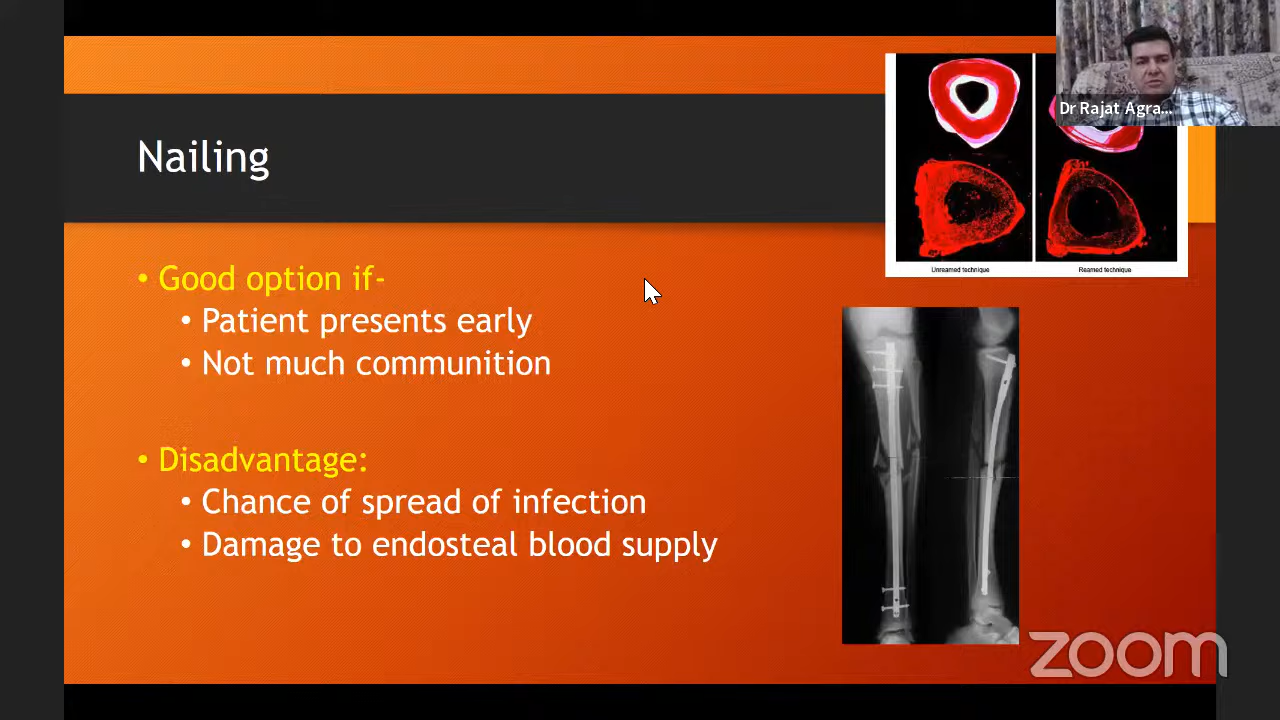 Dr Rajat Agra...
Nailing
Unreamed technique
Reamed technique
• Good option if-
• Patient presents early
• Not much communition
• Disadvantage:
• Chance of spread of infection
• Damage to endosteal blood supply
zoom